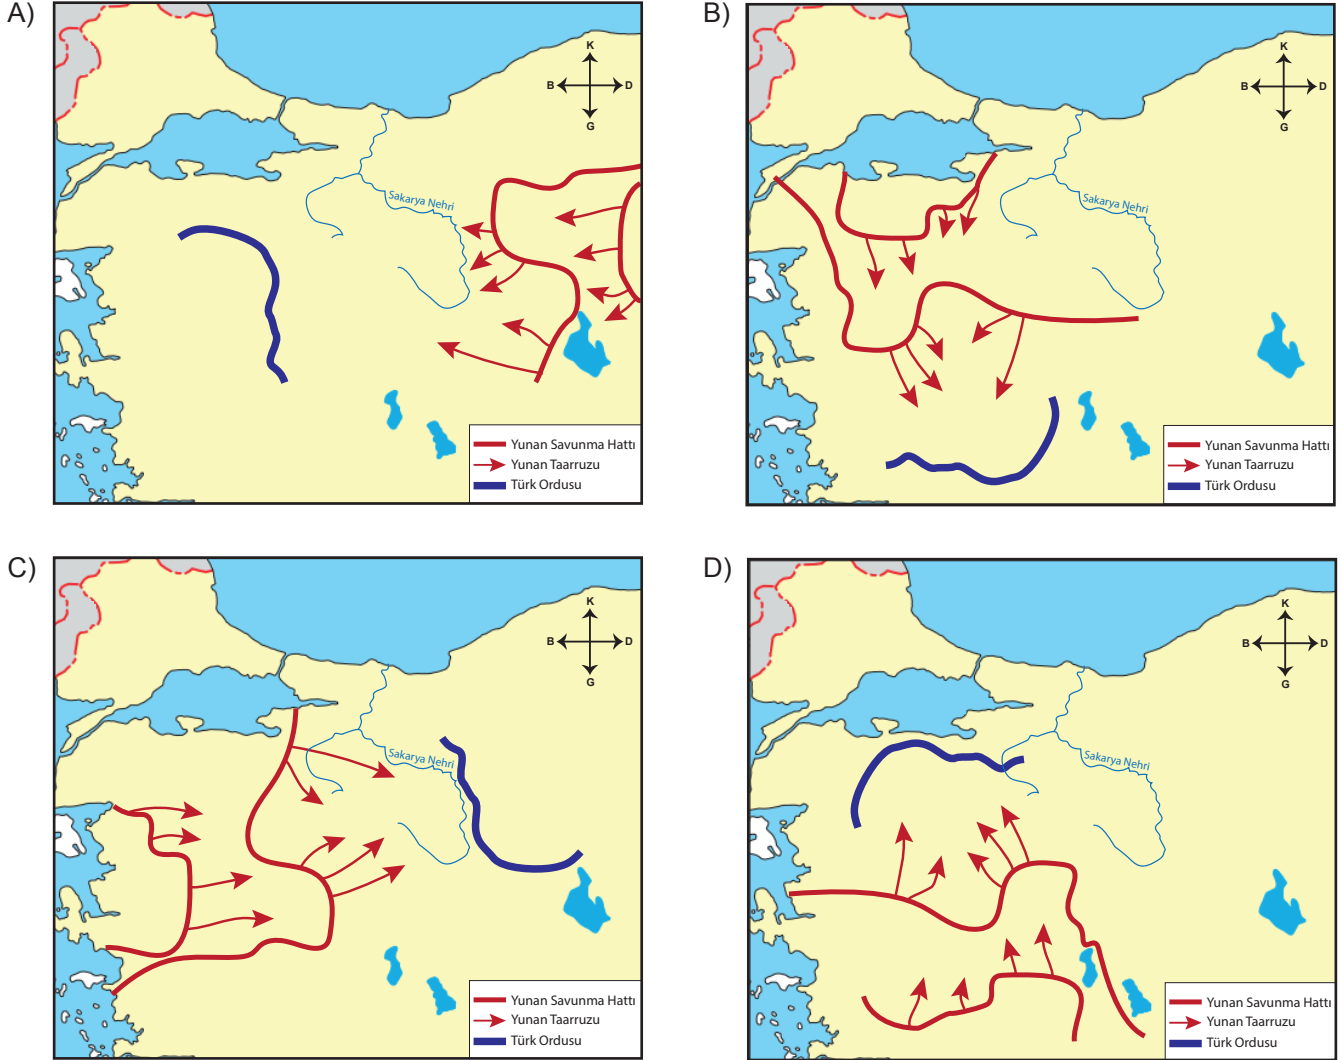 A)
K
B D
G
Sakarya Nehri
Yunan Savunma Hattı
Yunan Taarruzu
Türk Ordusu
B)
K
B D
G
Sakarya Nehri
Yunan Savunma Hattı
Yunan Taarruzu
Türk Ordusu
C)
K
B D
G
Sakarya Nehri
Yunan Savunma Hattı
Yunan Taarruzu
Türk Ordusu
D)
K
B D
G
Sakarya Nehri
Yunan Savunma Hattı
Yunan Taarruzu
Türk Ordusu